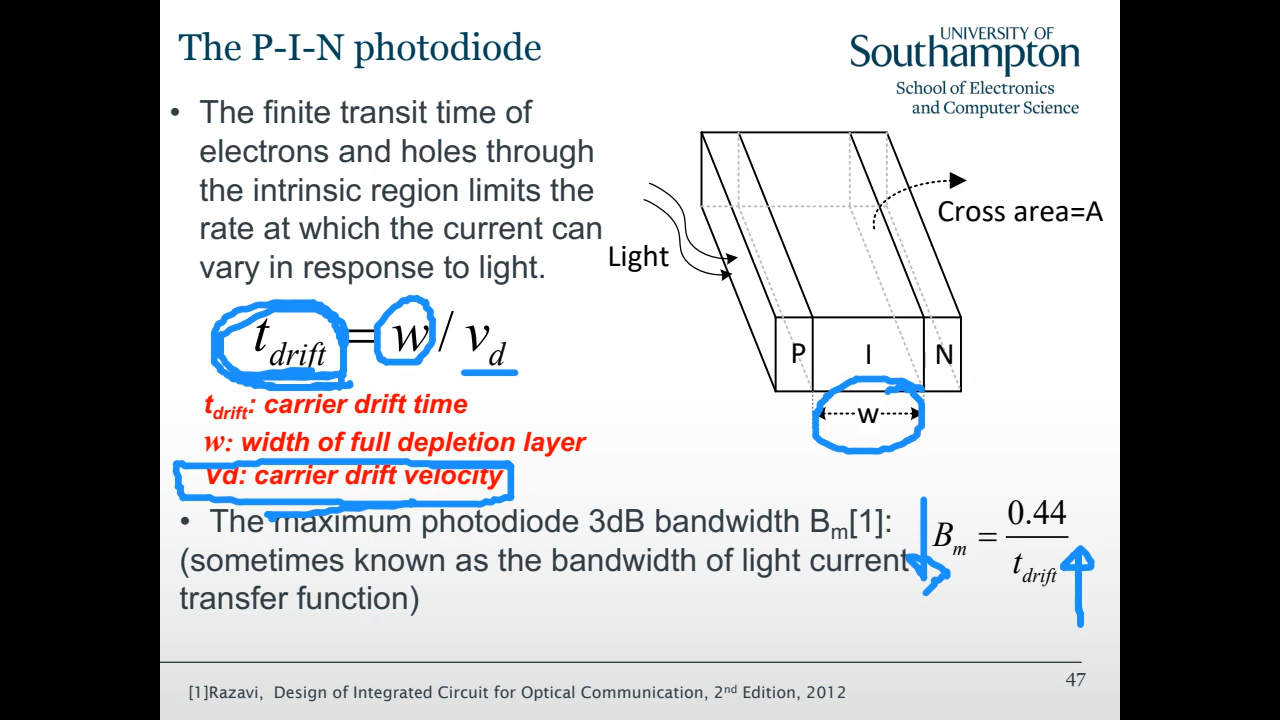 The P-I-N photodiode
UNIVERSITY OF
Southampton
School of Electronics
and Computer Science
• The finite transit time of
electrons and holes through
the intrinsic region limits the
rate at which the current can
vary in response to light.
Light
Cross area=A
P I N
w
t_drift = w / v_d
t_drift: carrier drift time
w: width of full depletion layer
Vd: carrier drift velocity
• The maximum photodiode 3dB bandwidth B_m[1]:
(sometimes known as the bandwidth of light current
transfer function)
B_m = 0.44 / t_drift
[1]Razavi, Design of Integrated Circuit for Optical Communication, 2nd Edition, 2012
47